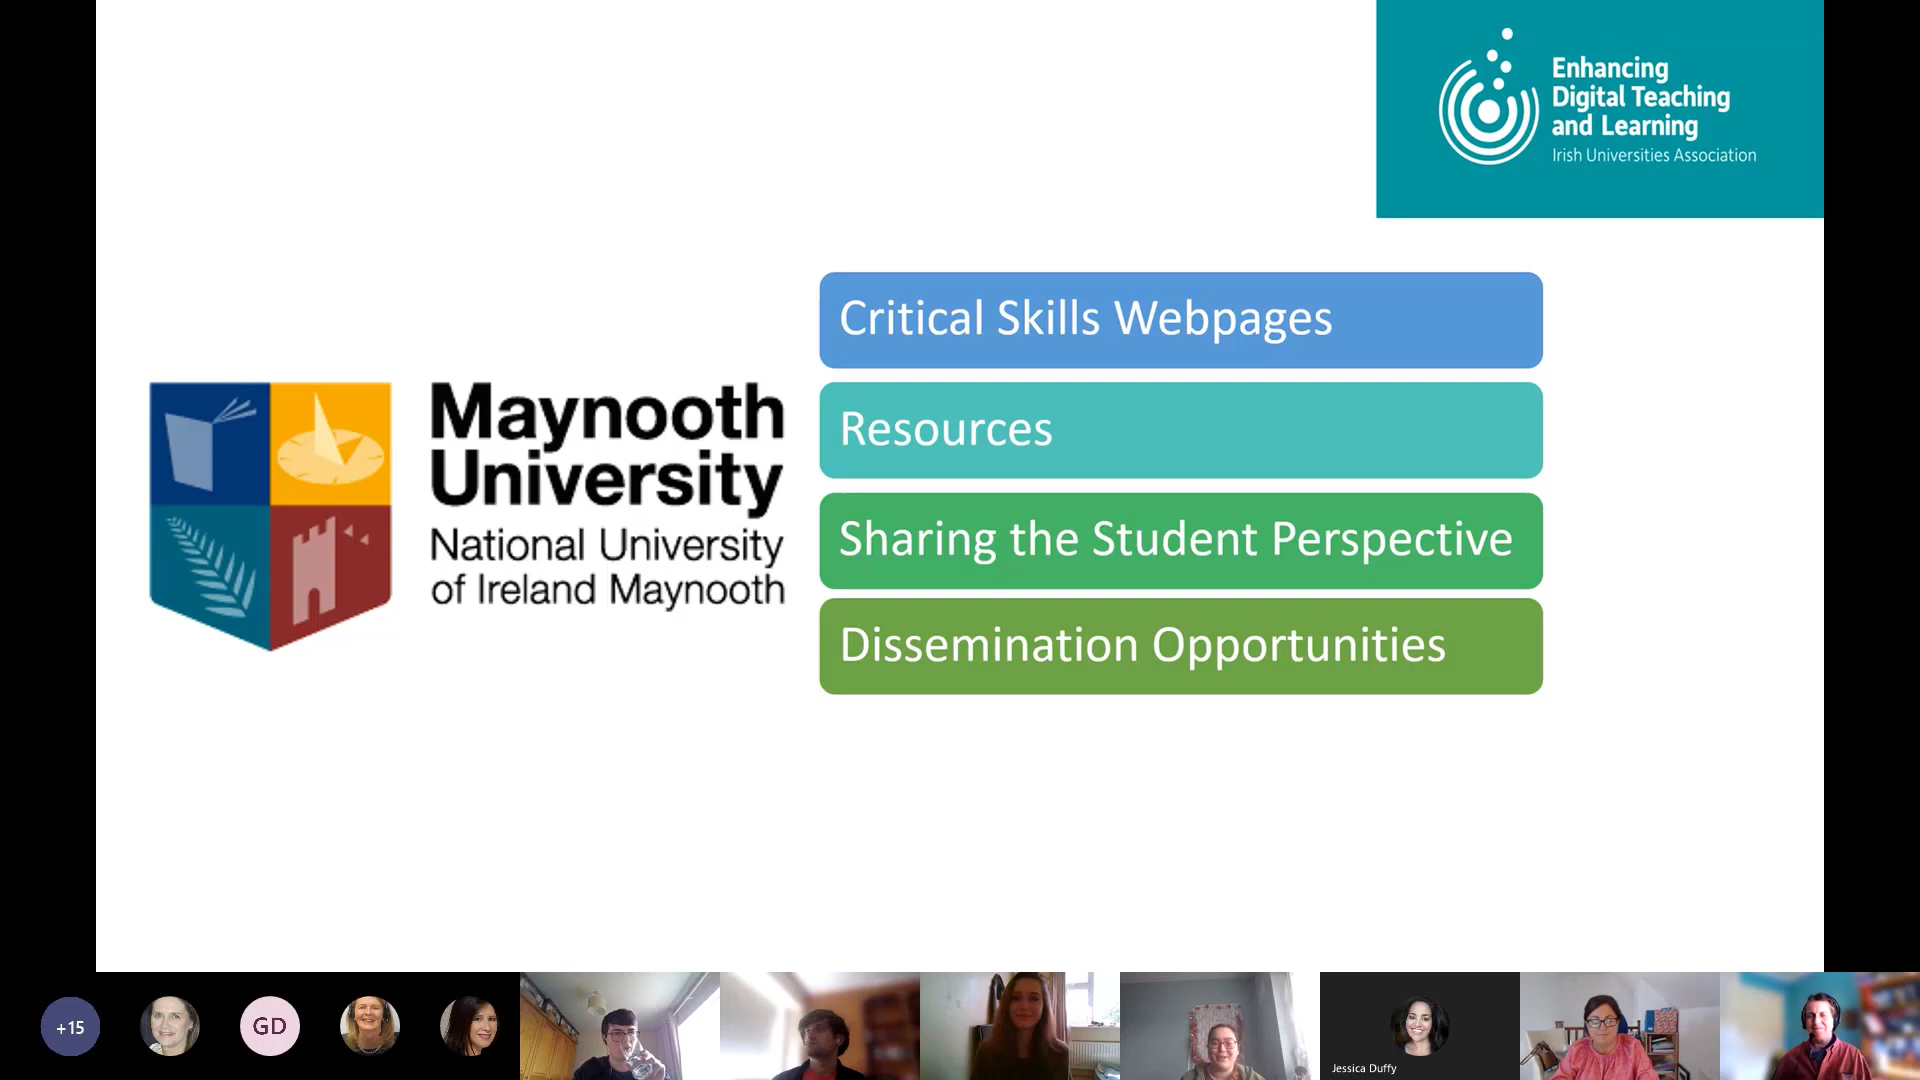 Enhancing
Digital Teaching
and Learning
Irish Universities Association
Maynooth
University
National University
of Ireland Maynooth
Critical Skills Webpages
Resources
Sharing the Student Perspective
Dissemination Opportunities
+15
GD
Jessica Duffy